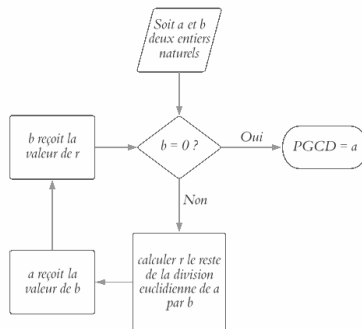 Soit a et b
deux entiers
naturels
b = 0 ?
Oui
PGCD = a
Non
calculer r le reste
de la division
euclidienne de a
par b
a reçoit la
valeur de b
b reçoit la
valeur de r